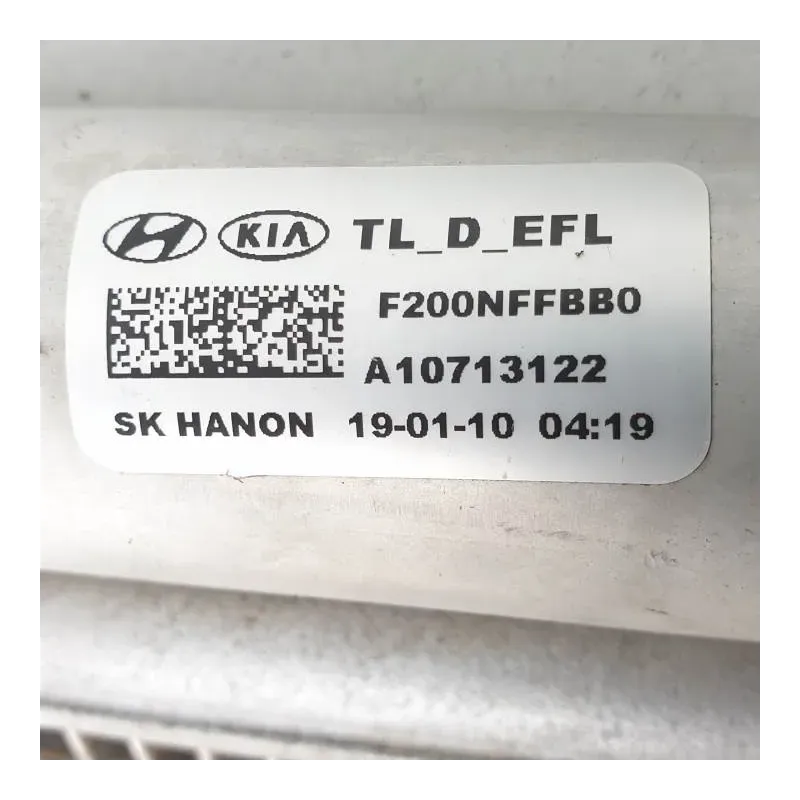 KIA TL_D_EFL
F200NFFBB0
A10713122
SK HANON 19-01-10 04:19